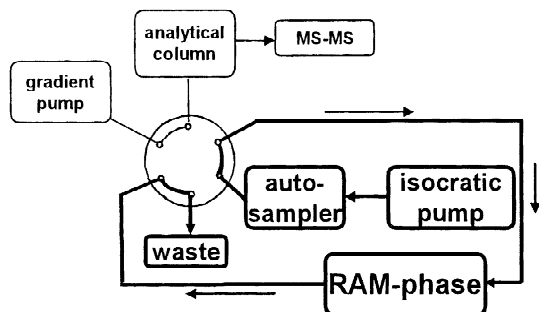 analytical
column
MS-MS
gradient
pump
auto-
sampler
isocratic
pump
waste
RAM-phase